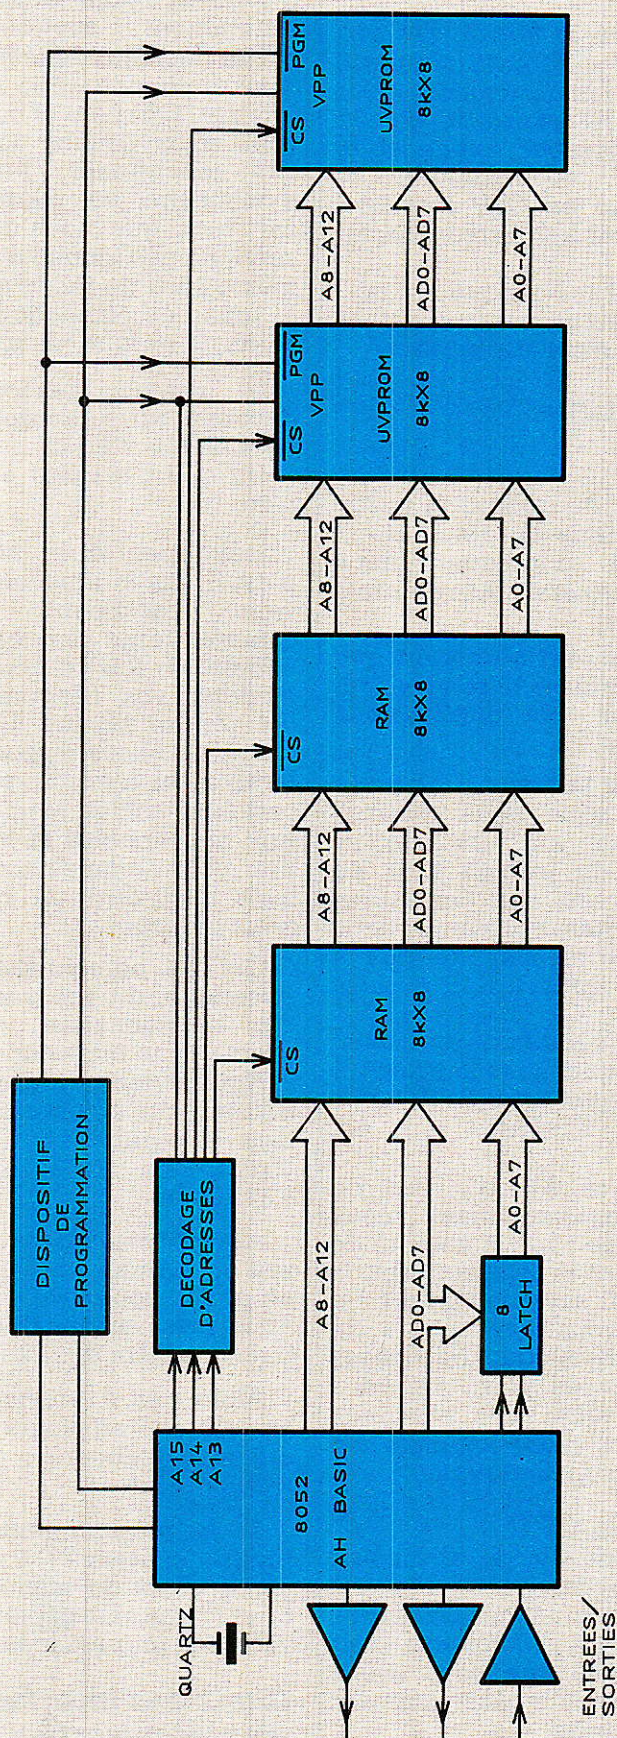 DISPOSITIF
DE
PROGRAMMATION
PGM
VPP
CS
UVPROM
8kX8
PGM
VPP
CS
UVPROM
8kX8
CS
RAM
8kX8
CS
RAM
8kX8
A8-A12
AD0-AD7
A0-A7
A8-A12
AD0-AD7
A0-A7
A8-A12
AD0-AD7
A0-A7
A8-A12
AD0-AD7
A0-A7
DECODAGE
D'ADRESSES
8
LATCH
A15
A14
A13
8052
AH BASIC
QUARTZ
ENTREES/
SORTIES